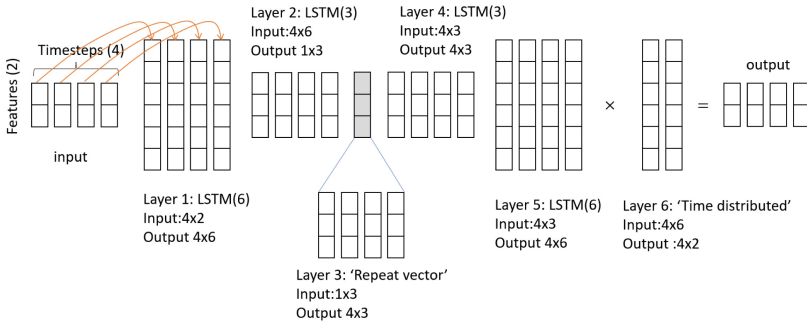 Features (2)
Timesteps (4)
input
Layer 1: LSTM(6)
Input:4x2
Output 4x6
Layer 2: LSTM(3)
Input:4x6
Output 1x3
Layer 3: ‘Repeat vector’
Input:1x3
Output 4x3
Layer 4: LSTM(3)
Input:4x3
Output 4x3
Layer 5: LSTM(6)
Input:4x3
Output 4x6
×
Layer 6: ‘Time distributed’
Input:4x6
Output :4x2
=
output